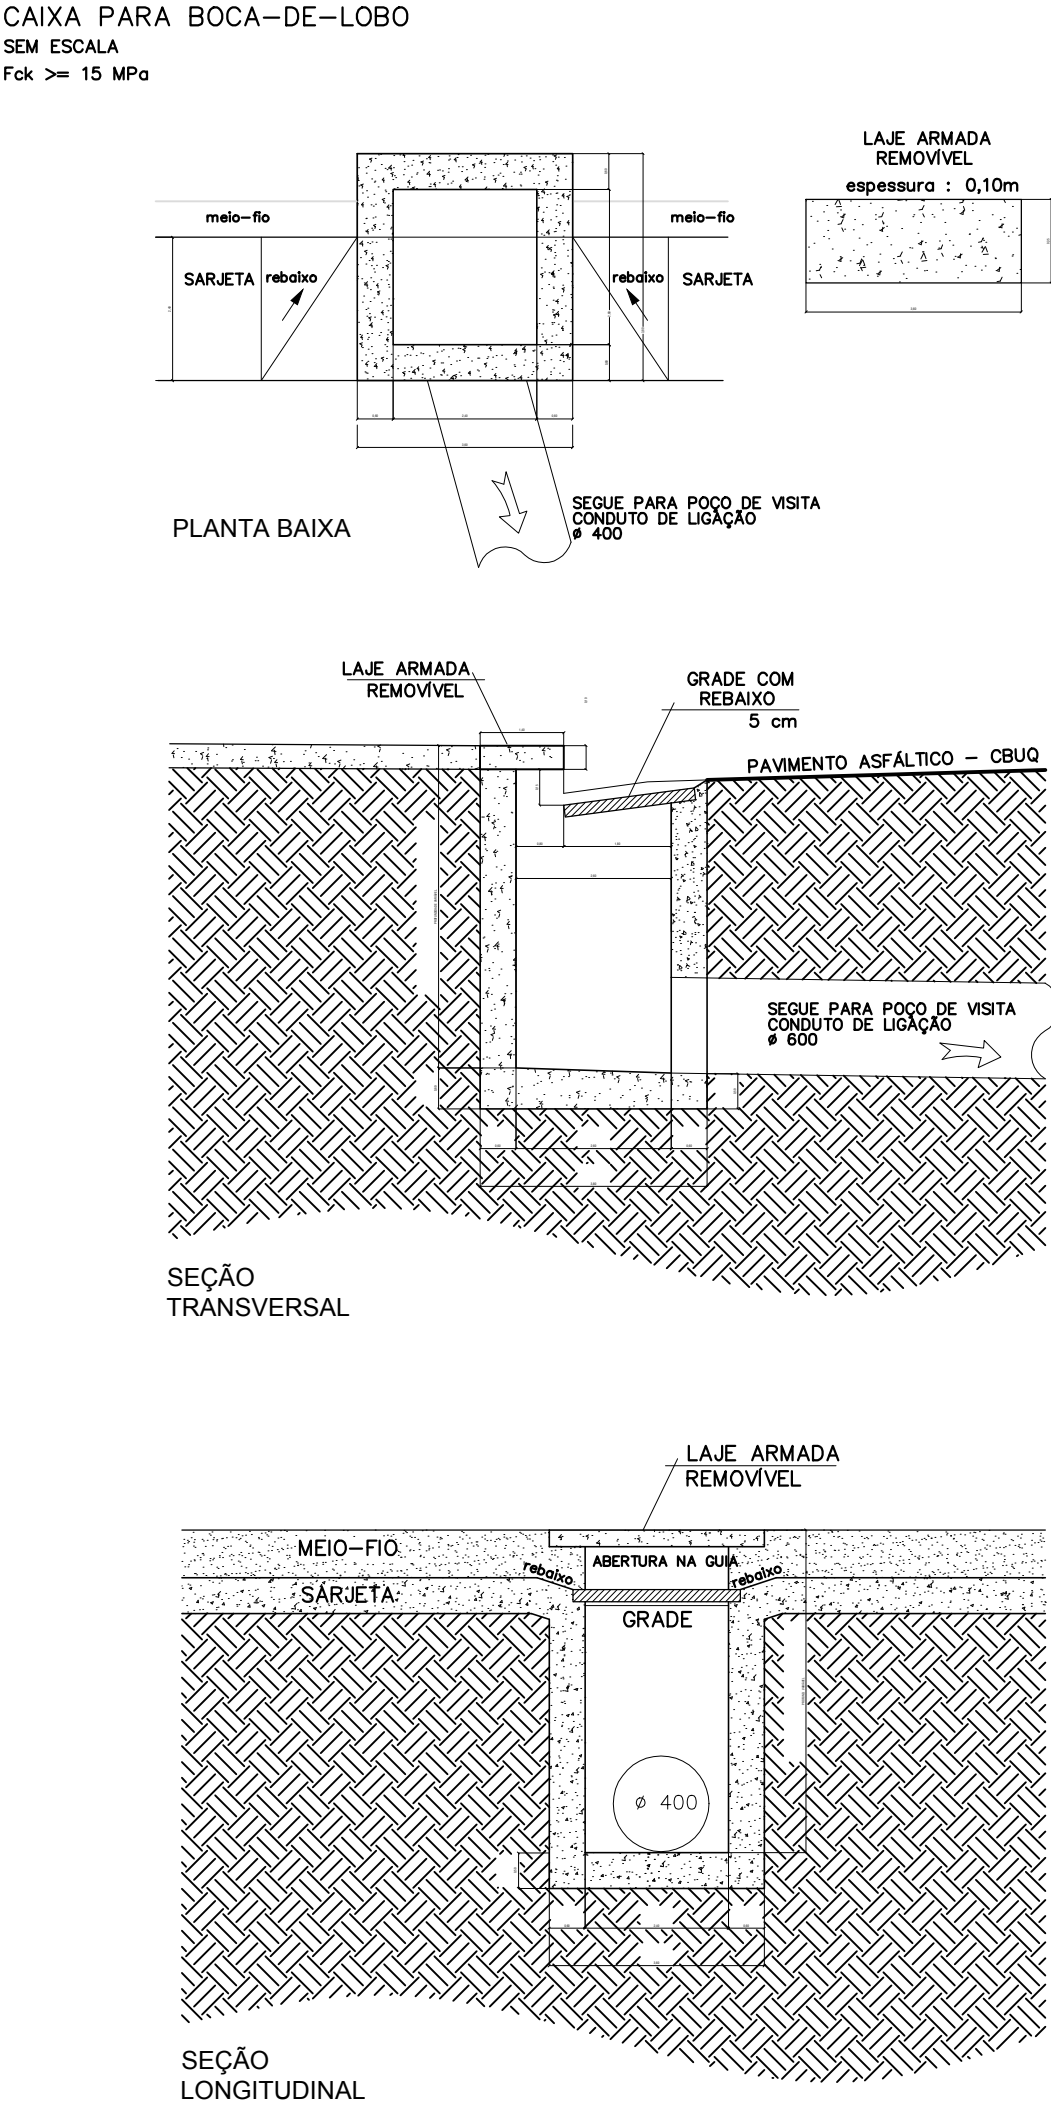 CAIXA PARA BOCA-DE-LOBO
SEM ESCALA
Fck >= 15 MPa
LAJE ARMADA
REMOVÍVEL
espessura : 0,10m
meio-fio
meio-fio
SARJETA
rebaixo
rebaixo
SARJETA
SEGUE PARA POÇO DE VISITA
CONDUTO DE LIGAÇÃO
ø 400
PLANTA BAIXA
LAJE ARMADA
REMOVÍVEL
GRADE COM
REBAIXO
5 cm
PAVIMENTO ASFÁLTICO - CBUQ
SEGUE PARA POÇO DE VISITA
CONDUTO DE LIGAÇÃO
ø 600
SEÇÃO
TRANSVERSAL
LAJE ARMADA
REMOVÍVEL
MEIO-FIO
ABERTURA NA GUIA
rebaixo
rebaixo
SARJETA
GRADE
ø 400
SEÇÃO
LONGITUDINAL